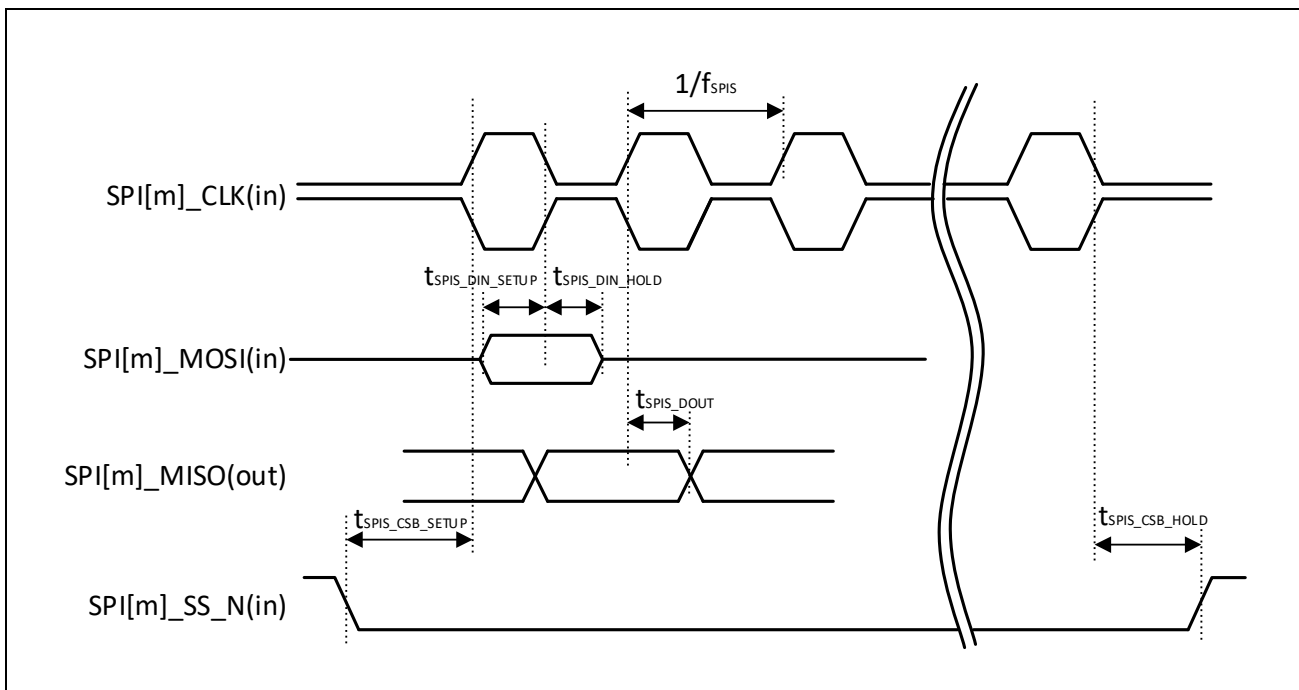 1/fSPIS
SPI[m]_CLK(in)
tSPIS_DIN_SETUP tSPIS_DIN_HOLD
SPI[m]_MOSI(in)
tSPIS_DOUT
SPI[m]_MISO(out)
tSPIS_CSB_SETUP tSPIS_CSB_HOLD
SPI[m]_SS_N(in)